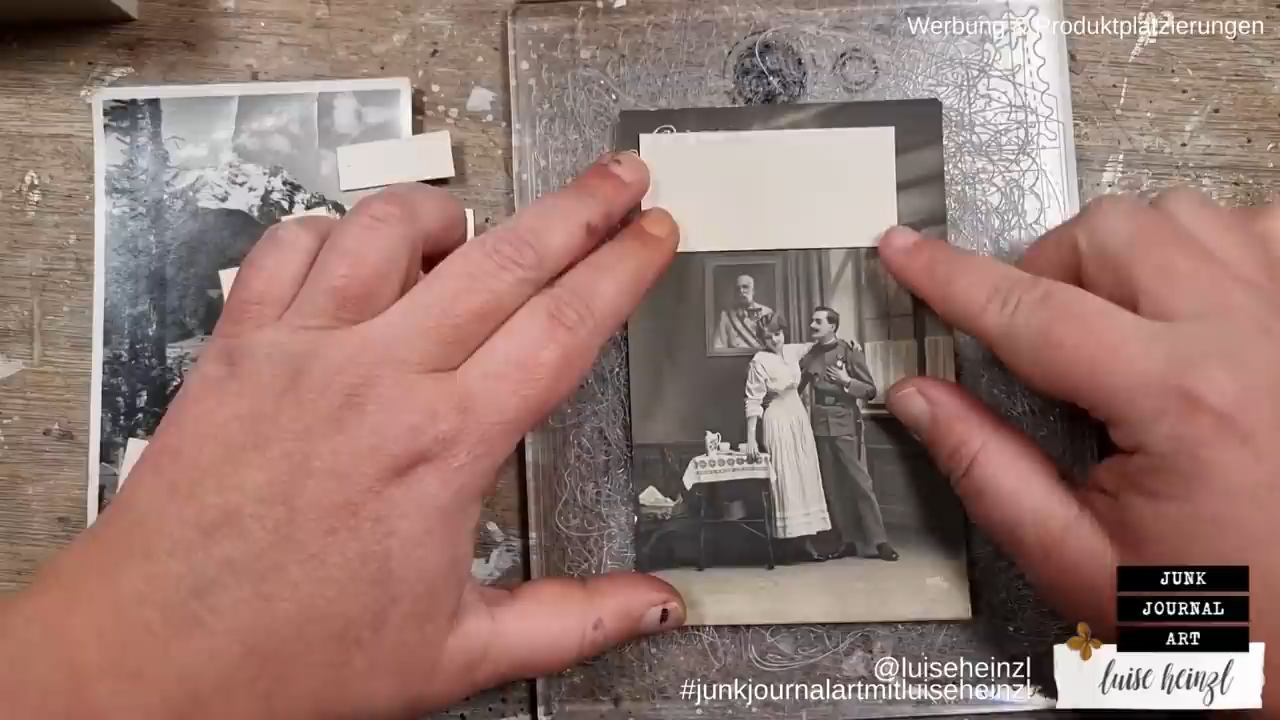 Werbung & Produktplatzierungen
JUNK
JOURNAL
ART
@luiseheinzl
#junkjournalartmitluiseheinzl
luise heinzl